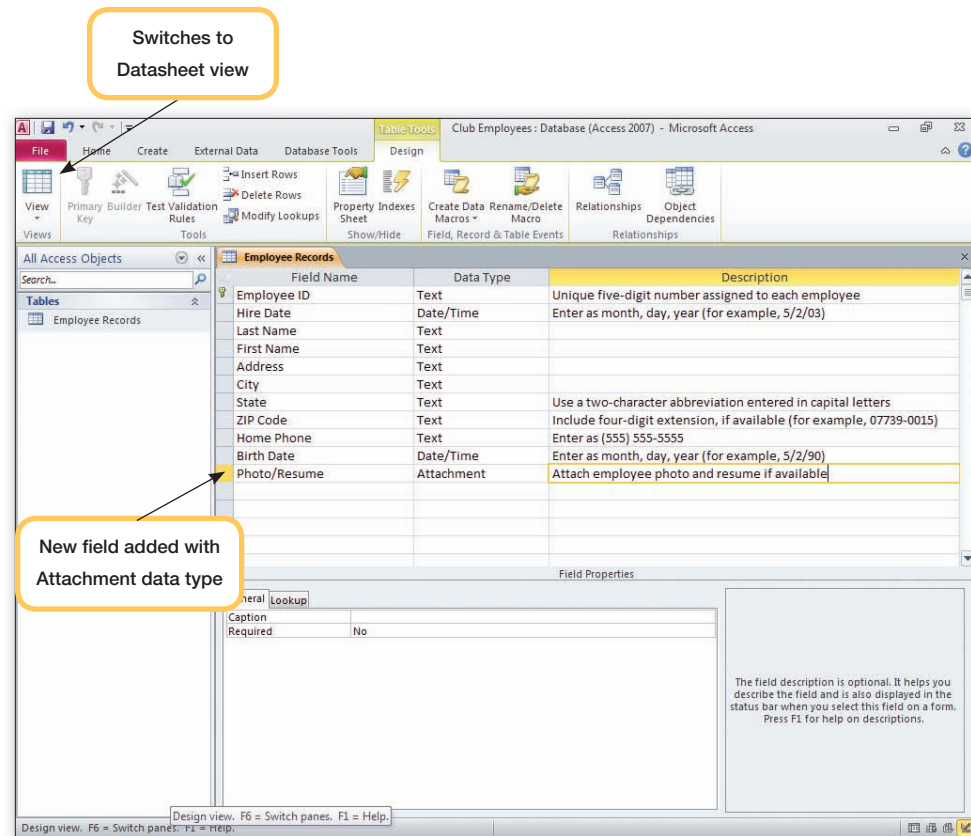 Switches to
Datasheet view
Table Tools
Club Employees : Database (Access 2007) - Microsoft Access
File Home Create External Data Database Tools Design
View
Primary Key
Builder
Test Validation Rules
Insert Rows
Delete Rows
Modify Lookups
Property Sheet
Indexes
Create Data Macros
Rename/Delete Macro
Relationships
Object Dependencies
Views Tools Show/Hide Field, Record & Table Events Relationships
All Access Objects
Search...
Tables
Employee Records
Employee Records
Field Name Data Type Description
Employee ID Text Unique five-digit number assigned to each employee
Hire Date Date/Time Enter as month, day, year (for example, 5/2/03)
Last Name Text
First Name Text
Address Text
City Text
State Text Use a two-character abbreviation entered in capital letters
ZIP Code Text Include four-digit extension, if available (for example, 07739-0015)
Home Phone Text Enter as (555) 555-5555
Birth Date Date/Time Enter as month, day, year (for example, 5/2/90)
Photo/Resume Attachment Attach employee photo and resume if available
New field added with
Attachment data type
Field Properties
General Lookup
Caption
Required No
The field description is optional. It helps you
describe the field and is also displayed in the
status bar when you select this field on a form.
Press F1 for help on descriptions.
Design view. F6 = Switch panes. F1 = Help.
Design view. F6 = Switch panes. F1 = Help.